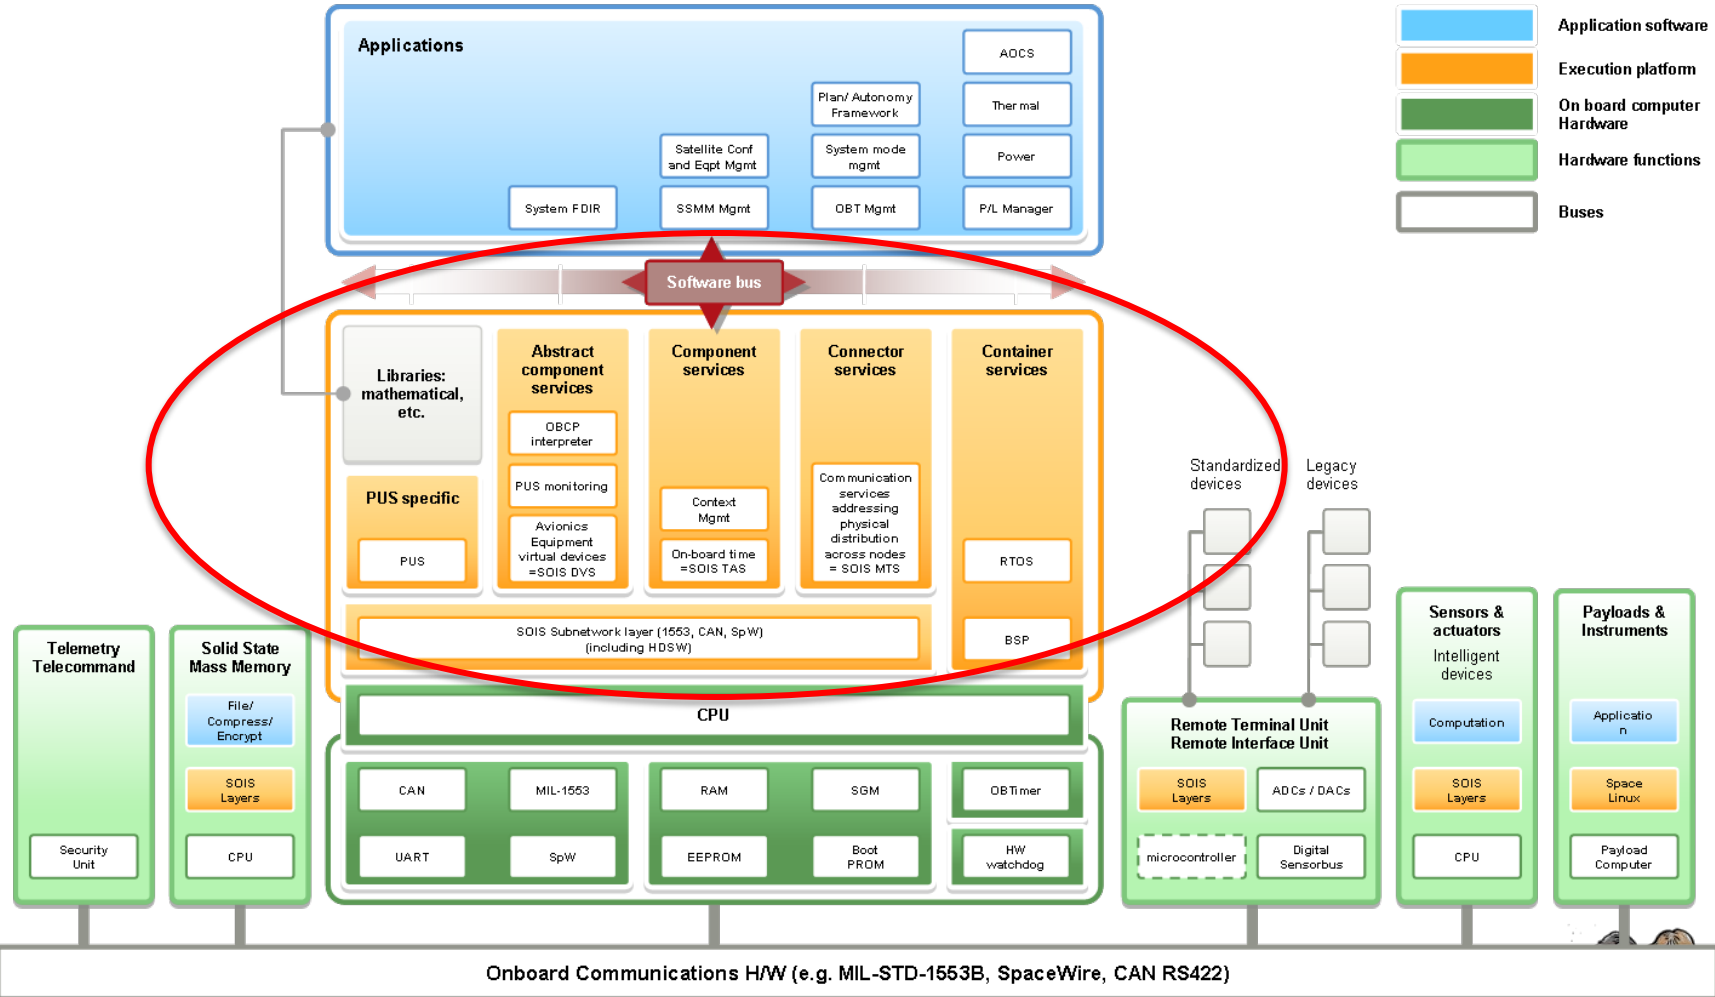 Applications
AOCS
Plan/ Autonomy
Framework
Thermal
Satellite Conf
and Eqpt Mgmt
System mode
mgmt
Power
System FDIR
SSMM Mgmt
OBT Mgmt
P/L Manager
Application software
Execution platform
On board computer
Hardware
Hardware functions
Buses
Software bus
Libraries:
mathematical,
etc.
PUS specific
PUS
Abstract
component
services
OBCP
interpreter
PUS monitoring
Avionics
Equipment
virtual devices
=SOIS DVS
Component
services
Context
Mgmt
On-board time
=SOIS TAS
Connector
services
Communication
services
addressing
physical
distribution
across nodes
= SOIS MTS
Container
services
RTOS
BSP
SOIS Subnetwork layer (1553, CAN, SpW)
(including HDSW)
CPU
CAN
MIL-1553
UART
SpW
RAM
SGM
EEPROM
Boot
PROM
OBTimer
HW
watchdog
Telemetry
Telecommand
Security
Unit
Solid State
Mass Memory
File/
Compress/
Encrypt
SOIS
Layers
CPU
Standardized
devices
Legacy
devices
Remote Terminal Unit
Remote Interface Unit
SOIS
Layers
ADCs / DACs
microcontroller
Digital
Sensorbus
Sensors &
actuators
Intelligent
devices
Computation
SOIS
Layers
CPU
Payloads &
Instruments
Applicatio
n
Space
Linux
Payload
Computer
Onboard Communications H/W (e.g. MIL-STD-1553B, SpaceWire, CAN RS422)